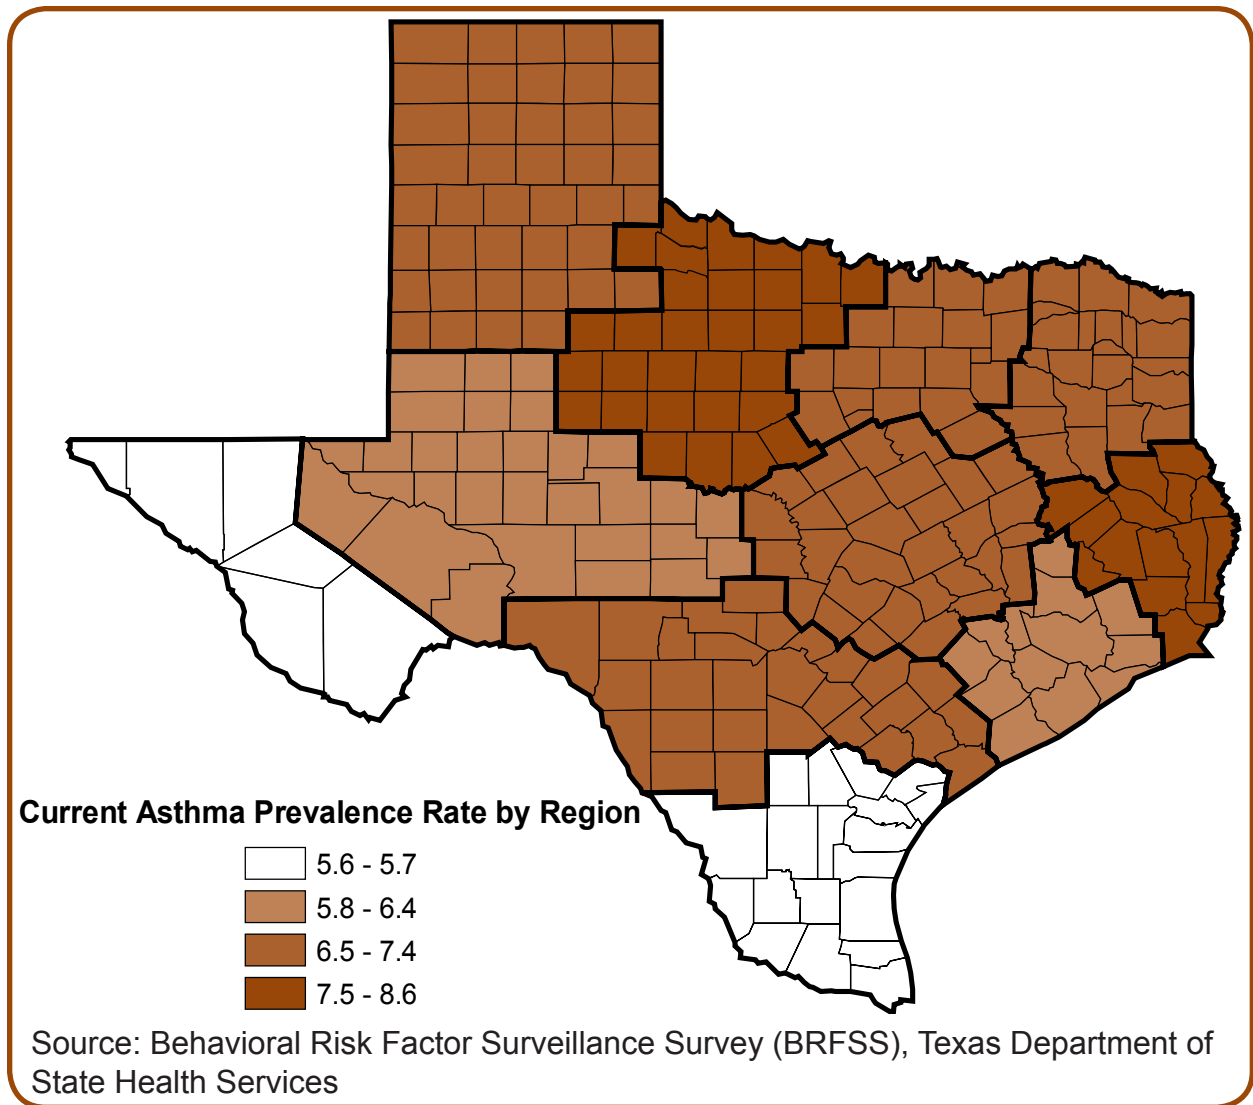 Current Asthma Prevalence Rate by Region
5.6 - 5.7
5.8 - 6.4
6.5 - 7.4
7.5 - 8.6
Source: Behavioral Risk Factor Surveillance Survey (BRFSS), Texas Department of
State Health Services